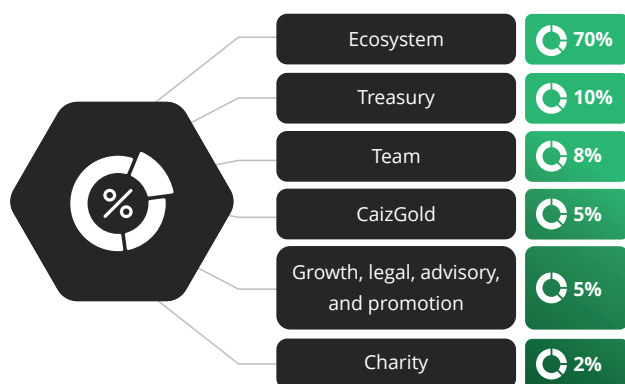 Ecosystem 70%
Treasury 10%
%
Team 8%
CaizGold 5%
Growth, legal, advisory,
and promotion 5%
Charity 2%